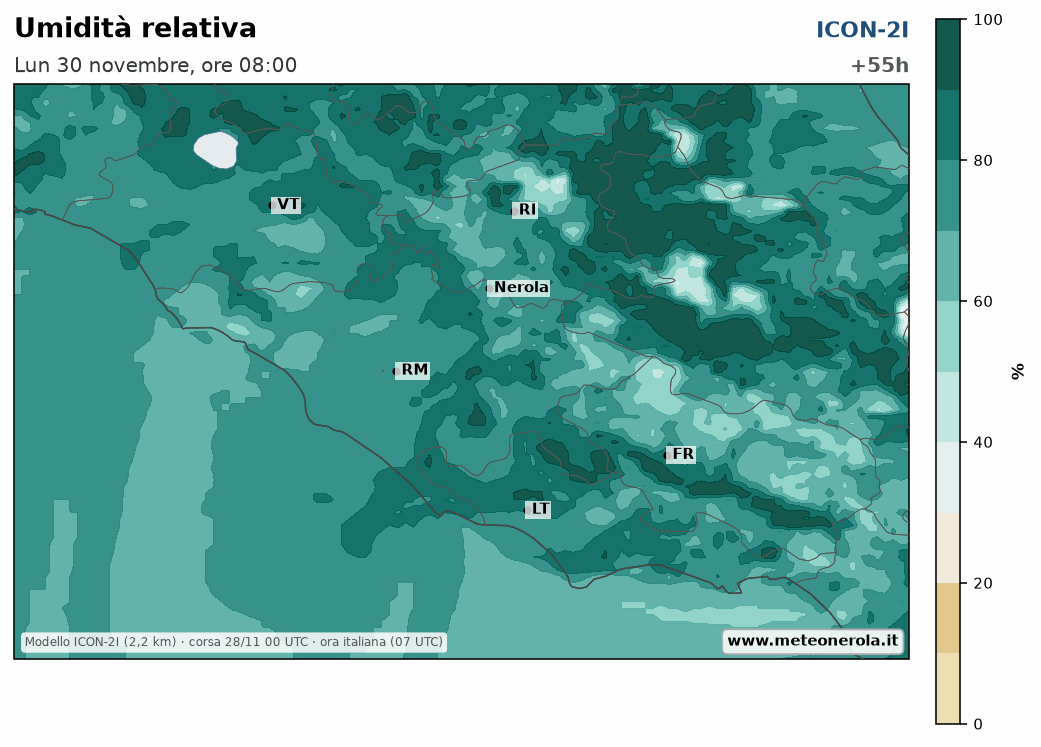 Umidità relativa
ICON-2I
Lun 30 novembre, ore 08:00
+55h
100
80
60
40
20
0
%
VT
RI
Nerola
RM
FR
LT
Modello ICON-2I (2,2 km) · corsa 28/11 00 UTC · ora italiana (07 UTC)
www.meteonerola.it